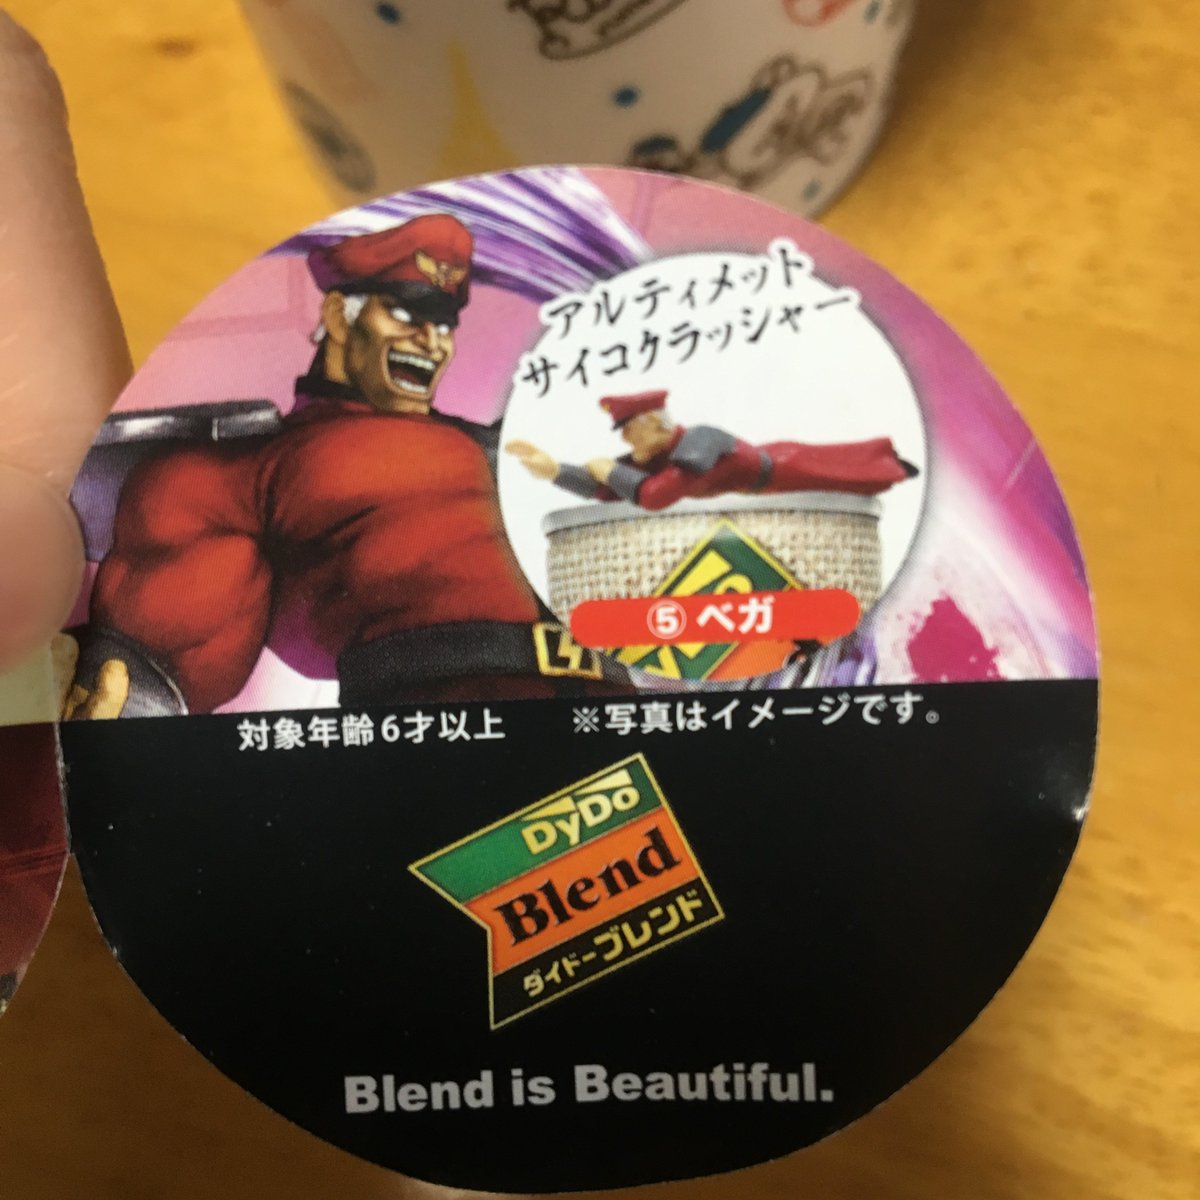 アルティメット
サイコクラッシャー
⑤ ベガ
対象年齢6才以上 ※写真はイメージです。
DyDo
Blend
ダイドーブレンド
Blend is Beautiful.